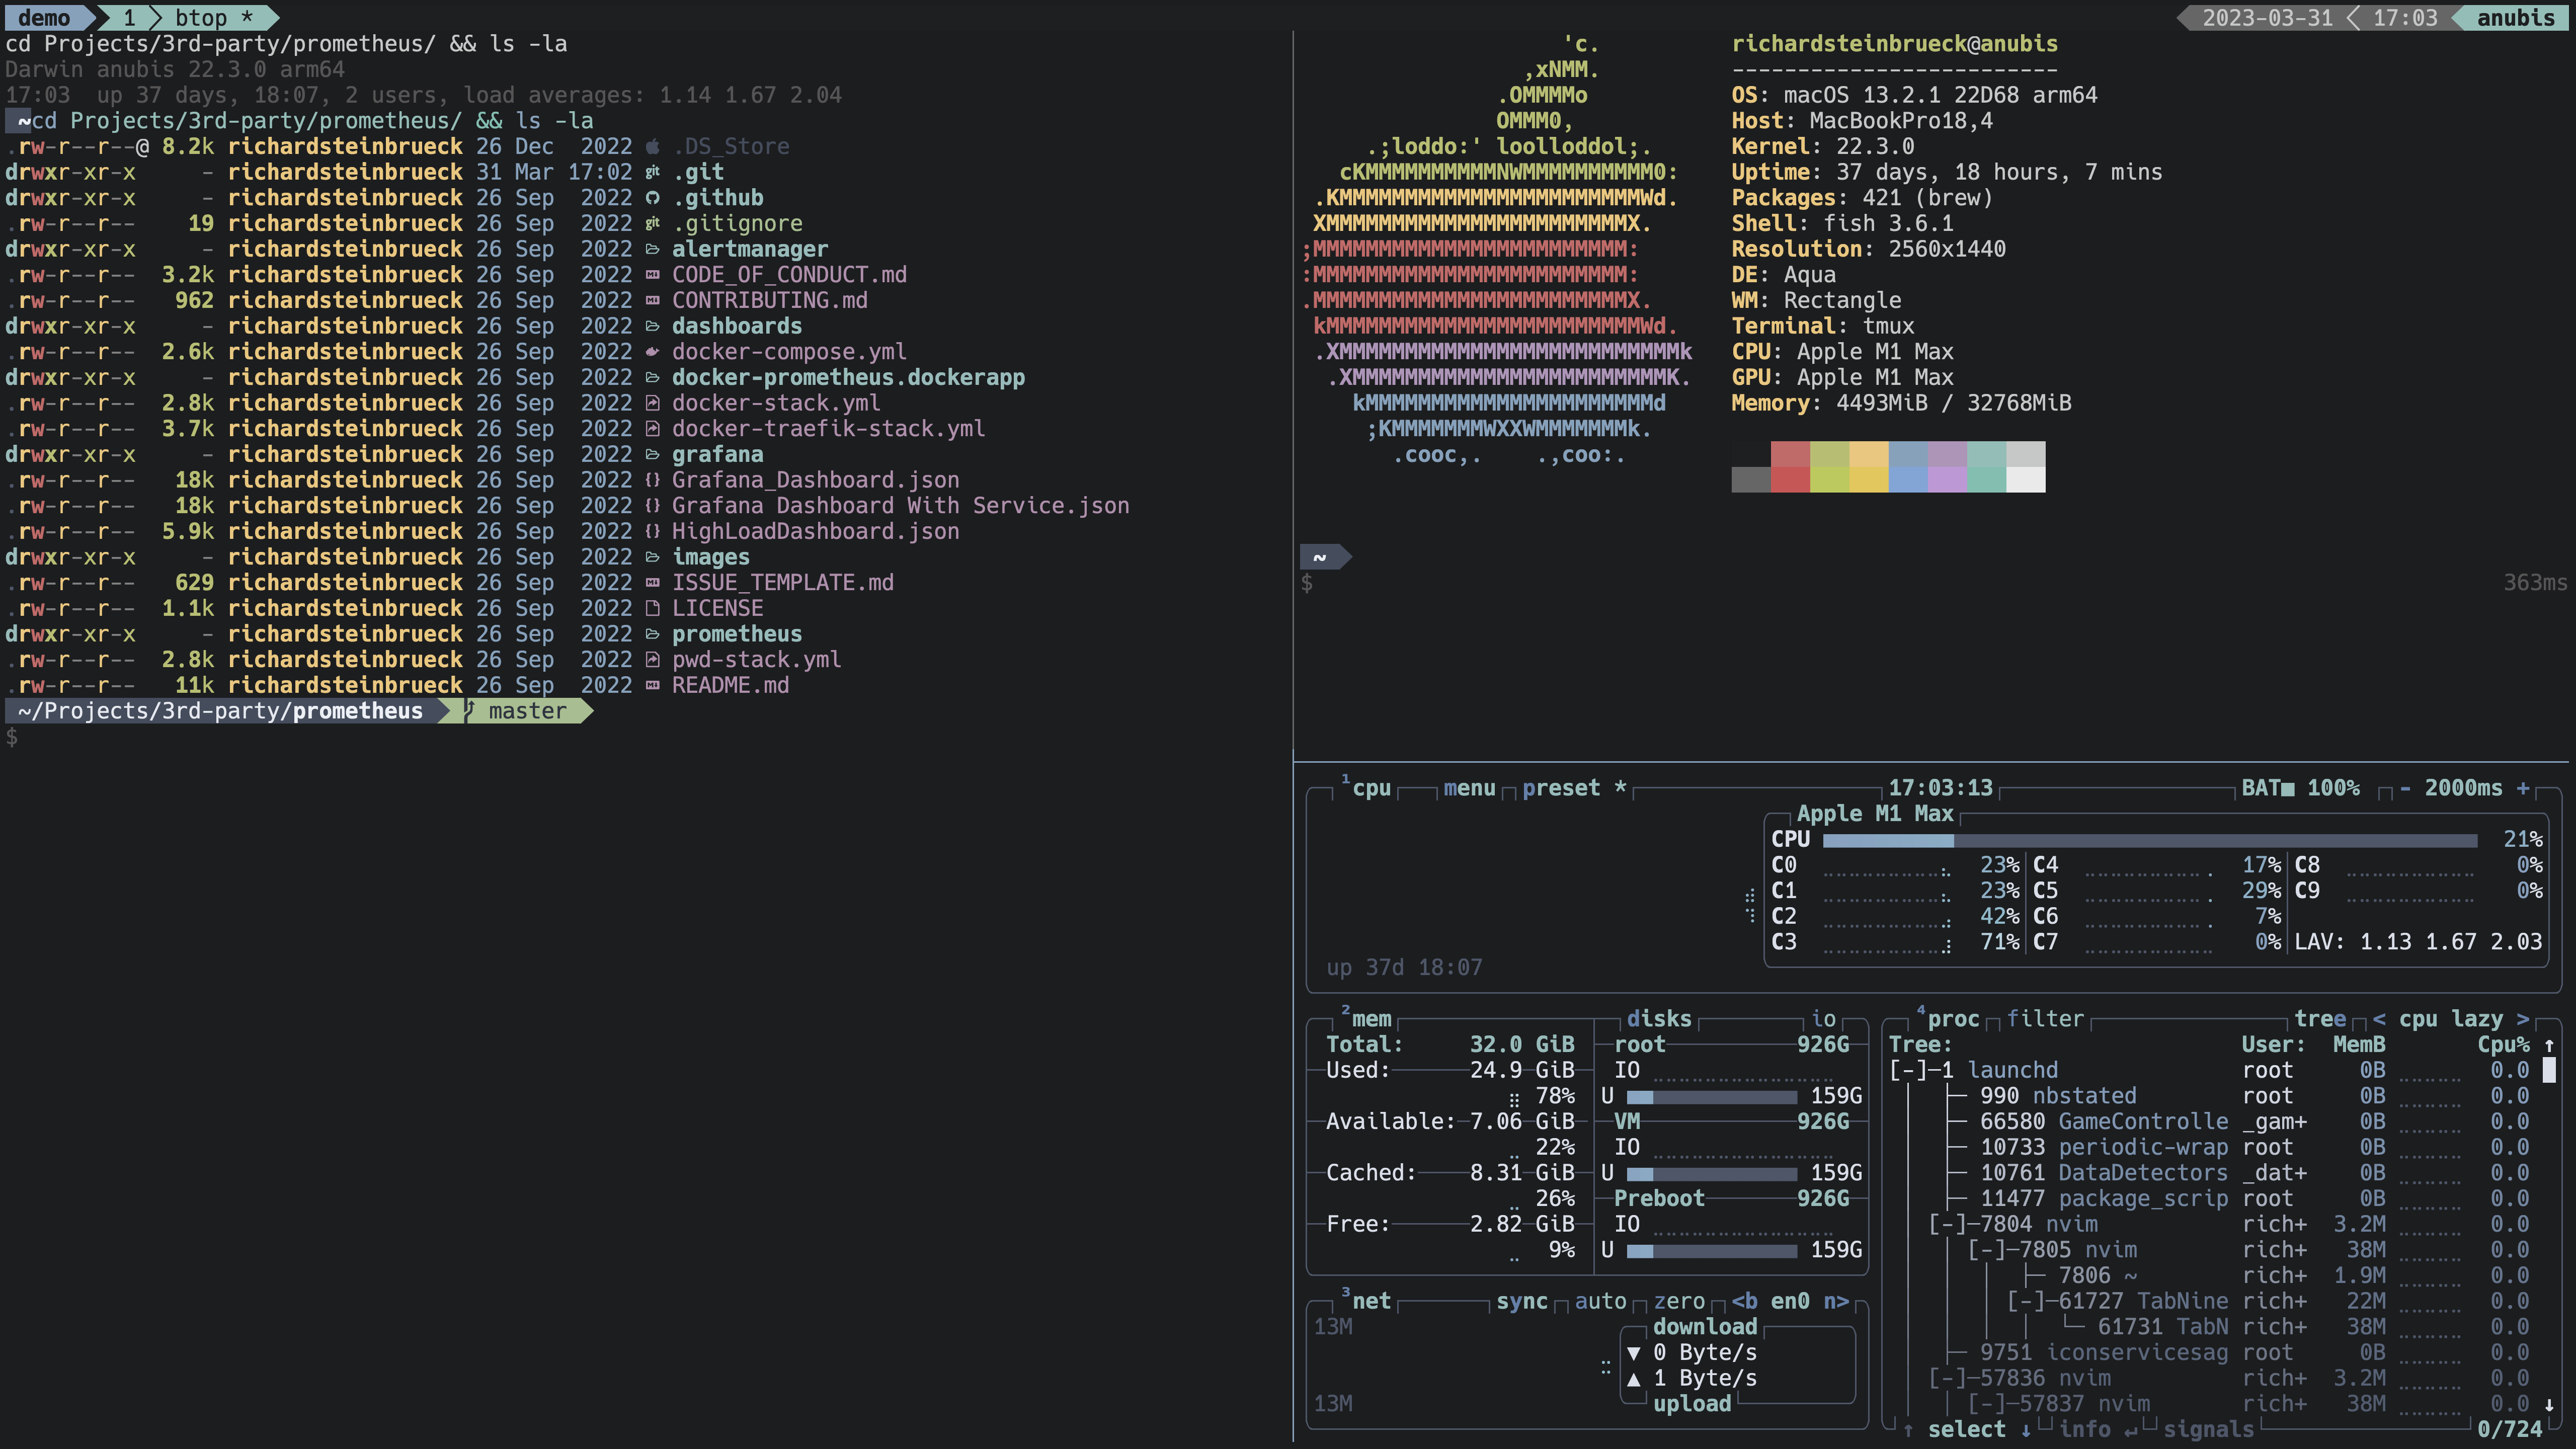 demo 1 btop * 2023-03-31 17:03 anubis
cd Projects/3rd-party/prometheus/ && ls -la
Darwin anubis 22.3.0 arm64
17:03  up 37 days, 18:07, 2 users, load averages: 1.14 1.67 2.04
~cd Projects/3rd-party/prometheus/ && ls -la
.rw-r--r--@ 8.2k richardsteinbrueck 26 Dec  2022 .DS_Store
drwxr-xr-x     - richardsteinbrueck 31 Mar 17:02 .git
drwxr-xr-x     - richardsteinbrueck 26 Sep  2022 .github
.rw-r--r--    19 richardsteinbrueck 26 Sep  2022 .gitignore
drwxr-xr-x     - richardsteinbrueck 26 Sep  2022 alertmanager
.rw-r--r--  3.2k richardsteinbrueck 26 Sep  2022 CODE_OF_CONDUCT.md
.rw-r--r--   962 richardsteinbrueck 26 Sep  2022 CONTRIBUTING.md
drwxr-xr-x     - richardsteinbrueck 26 Sep  2022 dashboards
.rw-r--r--  2.6k richardsteinbrueck 26 Sep  2022 docker-compose.yml
drwxr-xr-x     - richardsteinbrueck 26 Sep  2022 docker-prometheus.dockerapp
.rw-r--r--  2.8k richardsteinbrueck 26 Sep  2022 docker-stack.yml
.rw-r--r--  3.7k richardsteinbrueck 26 Sep  2022 docker-traefik-stack.yml
drwxr-xr-x     - richardsteinbrueck 26 Sep  2022 grafana
.rw-r--r--   18k richardsteinbrueck 26 Sep  2022 Grafana_Dashboard.json
.rw-r--r--   18k richardsteinbrueck 26 Sep  2022 Grafana Dashboard With Service.json
.rw-r--r--  5.9k richardsteinbrueck 26 Sep  2022 HighLoadDashboard.json
drwxr-xr-x     - richardsteinbrueck 26 Sep  2022 images
.rw-r--r--   629 richardsteinbrueck 26 Sep  2022 ISSUE_TEMPLATE.md
.rw-r--r--  1.1k richardsteinbrueck 26 Sep  2022 LICENSE
drwxr-xr-x     - richardsteinbrueck 26 Sep  2022 prometheus
.rw-r--r--  2.8k richardsteinbrueck 26 Sep  2022 pwd-stack.yml
.rw-r--r--   11k richardsteinbrueck 26 Sep  2022 README.md
~/Projects/3rd-party/prometheus master
$
'c.
,xNMM.
.OMMMMo
OMMM0,
.;loddo:' loolloddol;.
cKMMMMMMMMMMNWMMMMMMMMMM0:
.KMMMMMMMMMMMMMMMMMMMMMMMWd.
XMMMMMMMMMMMMMMMMMMMMMMMX.
;MMMMMMMMMMMMMMMMMMMMMMMM:
:MMMMMMMMMMMMMMMMMMMMMMMM:
.MMMMMMMMMMMMMMMMMMMMMMMMX.
kMMMMMMMMMMMMMMMMMMMMMMMMWd.
.XMMMMMMMMMMMMMMMMMMMMMMMMMMk
.XMMMMMMMMMMMMMMMMMMMMMMMMK.
kMMMMMMMMMMMMMMMMMMMMMMd
;KMMMMMMMWXXWMMMMMMMk.
.cooc,.    .,coo:.
richardsteinbrueck@anubis
-------------------------
OS: macOS 13.2.1 22D68 arm64
Host: MacBookPro18,4
Kernel: 22.3.0
Uptime: 37 days, 18 hours, 7 mins
Packages: 421 (brew)
Shell: fish 3.6.1
Resolution: 2560x1440
DE: Aqua
WM: Rectangle
Terminal: tmux
CPU: Apple M1 Max
GPU: Apple M1 Max
Memory: 4493MiB / 32768MiB
~
$ 363ms
¹cpu menu preset * 17:03:13 BAT■ 100% - 2000ms +
Apple M1 Max
CPU 21%
C0 23% C4 17% C8 0%
C1 23% C5 29% C9 0%
C2 42% C6 7%
C3 71% C7 0% LAV: 1.13 1.67 2.03
up 37d 18:07
²mem
Total: 32.0 GiB
Used: 24.9 GiB
78%
Available: 7.06 GiB
22%
Cached: 8.31 GiB
26%
Free: 2.82 GiB
9%
disks io
root 926G
IO
U 159G
VM 926G
IO
U 159G
Preboot 926G
IO
U 159G
³net sync auto zero <b en0 n>
13M
download
▼ 0 Byte/s
▲ 1 Byte/s
13M
upload
⁴proc filter tree < cpu lazy >
Tree: User: MemB Cpu% ↑
[-]─1 launchd root 0B 0.0
├─ 990 nbstated root 0B 0.0
├─ 66580 GameControlle _gam+ 0B 0.0
├─ 10733 periodic-wrap root 0B 0.0
├─ 10761 DataDetectors _dat+ 0B 0.0
├─ 11477 package_scrip root 0B 0.0
[-]─7804 nvim rich+ 3.2M 0.0
[-]─7805 nvim rich+ 38M 0.0
├─ 7806 ~ rich+ 1.9M 0.0
[-]─61727 TabNine rich+ 22M 0.0
└─ 61731 TabN rich+ 38M 0.0
├─ 9751 iconservicesag root 0B 0.0
[-]─57836 nvim rich+ 3.2M 0.0
[-]─57837 nvim rich+ 38M 0.0 ↓
↑ select ↓ info ↵ signals 0/724